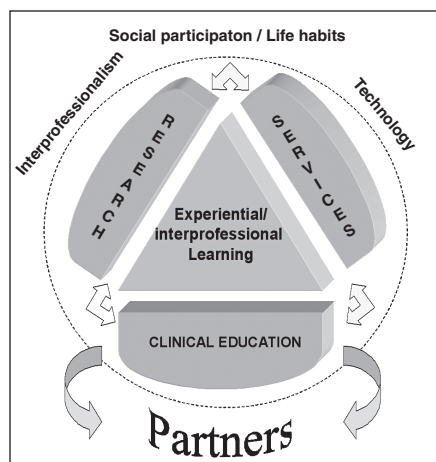 Social participaton / Life habits
Interprofessionalism
Technology
RESEARCH
SERVICES
Experiential/
interprofessional
Learning
CLINICAL EDUCATION
Partners